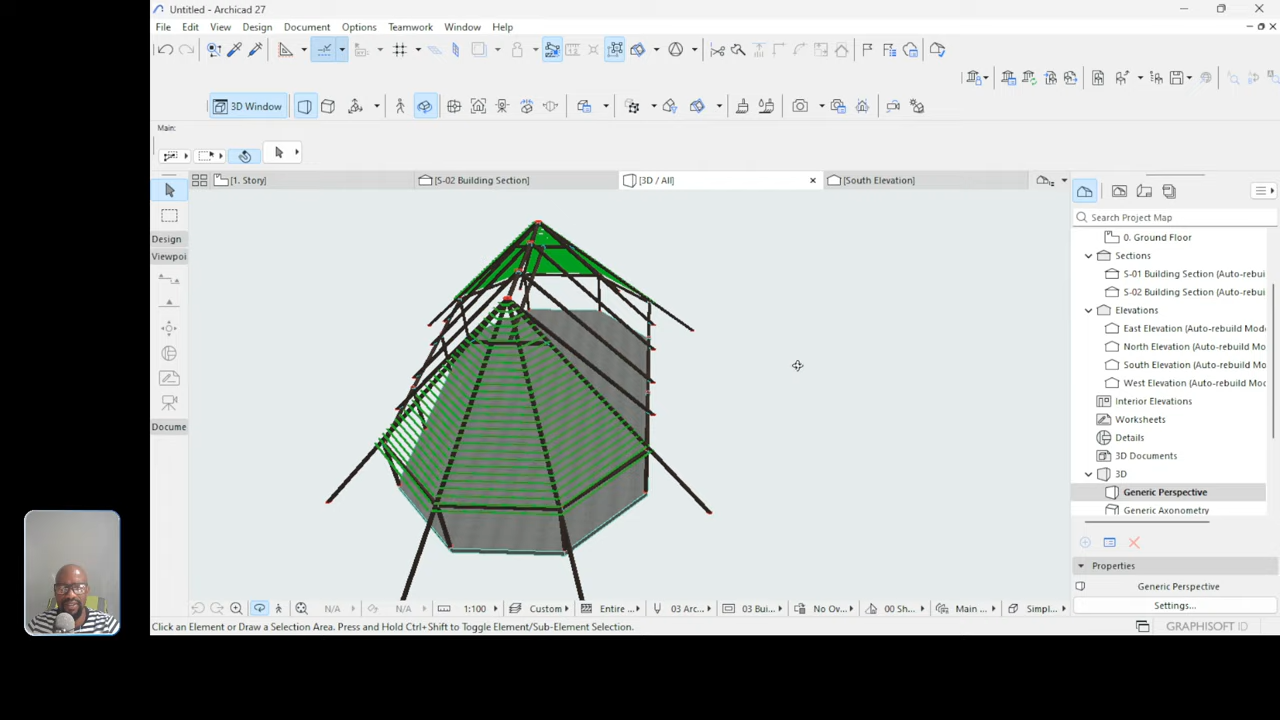 Untitled - Archicad 27
File Edit View Design Document Options Teamwork Window Help
3D Window
Main:
[1. Story]
[S-02 Building Section]
[3D / All]
[South Elevation]
Design
Viewpoi
Docume
Search Project Map
0. Ground Floor
Sections
S-01 Building Section (Auto-rebui
S-02 Building Section (Auto-rebui
Elevations
East Elevation (Auto-rebuild Mode
North Elevation (Auto-rebuild Mo
South Elevation (Auto-rebuild Mo
West Elevation (Auto-rebuild Mod
Interior Elevations
Worksheets
Details
3D Documents
3D
Generic Perspective
Generic Axonometry
Properties
Generic Perspective
Settings...
N/A N/A 1:100 Custom Entire ... 03 Arc... 03 Bui... No Ov... 00 Sh... Main ... Simpl...
Click an Element or Draw a Selection Area. Press and Hold Ctrl+Shift to Toggle Element/Sub-Element Selection.
GRAPHISOFT ID